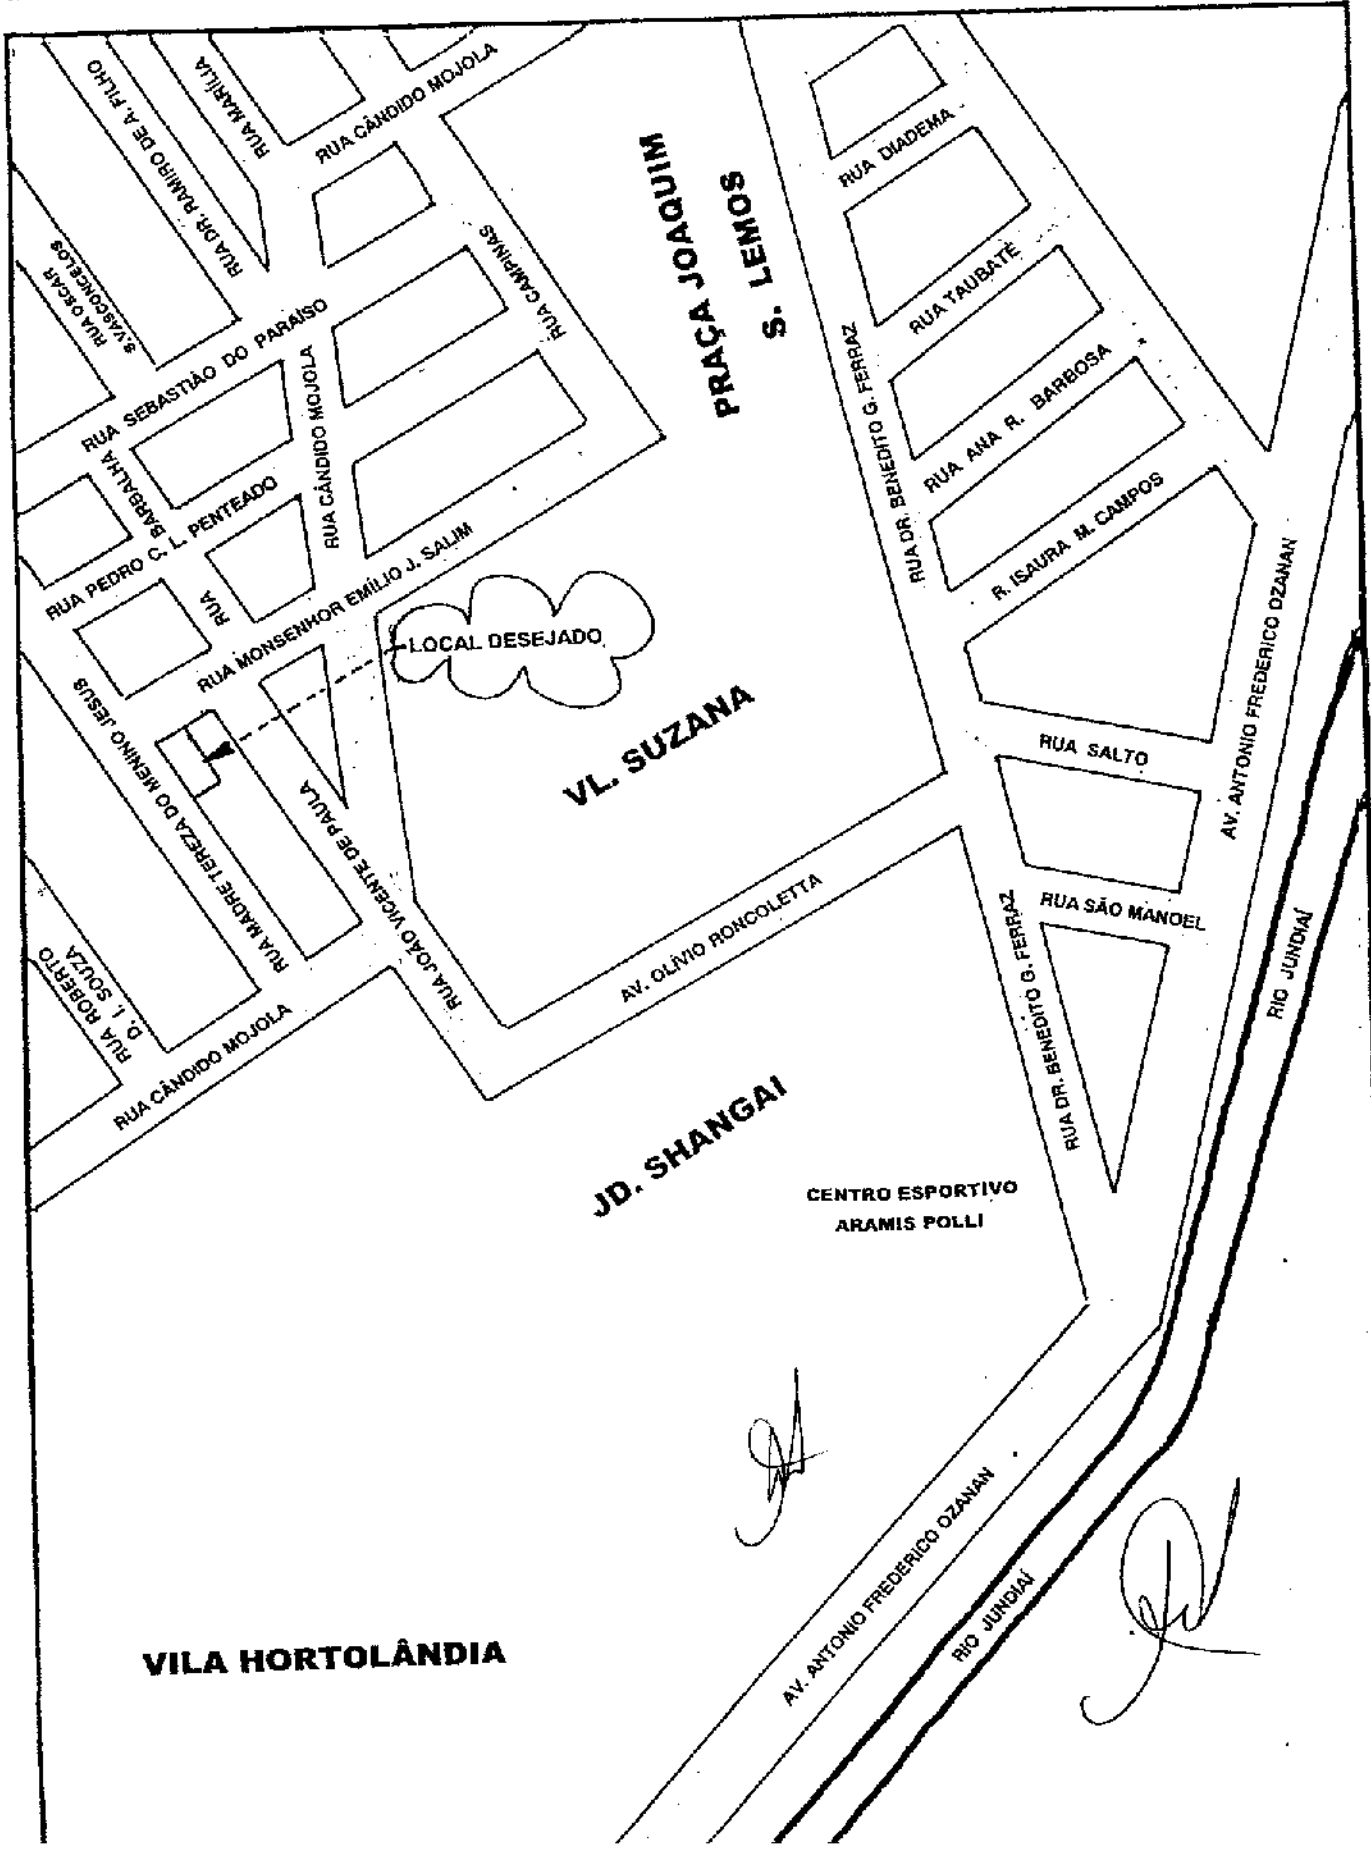 RUA DR. RAMIRO DE A. FILHO
RUA MARÍLIA
RUA CÂNDIDO MOJOLA
RUA OSCAR
S. VASCONCELOS
RUA SEBASTIÃO DO PARAÍSO
RUA CAMPINAS
RUA CAMPINAS
RUA CÂNDIDO MOJOLA
RUA BARBALHA
RUA PEDRO C. L. PENTEADO
RUA MONSENHOR EMÍLIO J. SALIM
PRAÇA JOAQUIM
S. LEMOS
RUA DIADEMA
RUA TAUBATÉ
RUA ANA R. BARBOSA
R. ISAURA M. CAMPOS
RUA DR. BENEDITO G. FERRAZ
LOCAL DESEJADO
VL. SUZANA
RUA SALTO
AV. ANTONIO FREDERICO OZANAN
RUA MADRE TEREZA DO MENINO JESUS
RUA JOÃO VICENTE DE PAULA
AV. OLÍVIO RONCOLETTA
RUA SÃO MANOEL
RUA DR. BENEDITO G. FERRAZ
RIO JUNDIAÍ
RUA ROBERTO
D. I. SOUZA
RUA CÂNDIDO MOJOLA
JD. SHANGAI
CENTRO ESPORTIVO
ARAMIS POLLI
AV. ANTONIO FREDERICO OZANAN
RIO JUNDIAÍ
VILA HORTOLÂNDIA